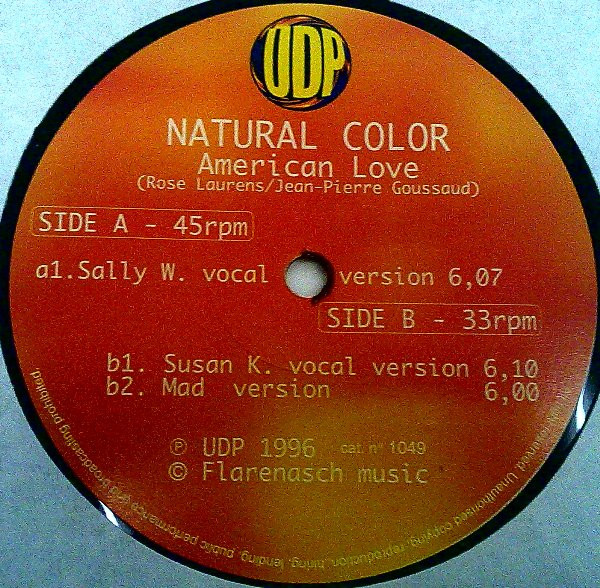 UDP
NATURAL COLOR
American Love
(Rose Laurens/Jean-Pierre Goussaud)
SIDE A - 45rpm
a1.Sally W. vocal version 6,07
SIDE B - 33rpm
b1. Susan K. vocal version 6,10
b2. Mad version 6,00
℗ UDP 1996 cat. n° 1049
© Flarenasch music
Unauthorised copying, reproduction, hiring, lending, public performance and broadcasting prohibited.